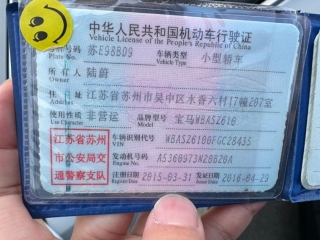 中华人民共和国机动车行驶证
Vehicle License of the People's Republic of China
号牌号码 苏E98B09 车辆类型 小型轿车
Plate No. Vehicle Type
所有人 陆蔚
Owner
住址 江苏省苏州市吴中区水香六村17幢207室
Address
使用性质 非营运 品牌型号 宝马WBASZ610
Use Character Model
江苏省苏州 车辆识别代号 WBASZ6106FGC28435
市公安局交 VIN
通警察支队 发动机号码 A5360973N20B20A
Engine No.
注册日期 2015-03-31 发证日期 2016-04-29
Register Date Issue Date